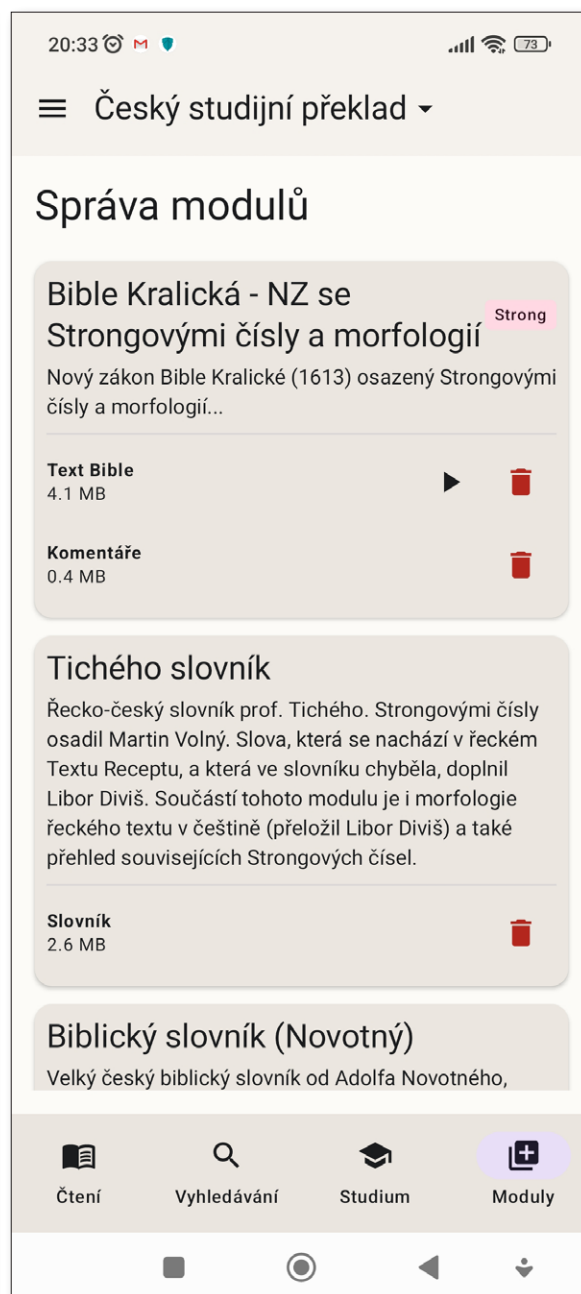 20:33
73
Český studijní překlad
Správa modulů
Bible Kralická - NZ se
Strongovými čísly a morfologií
Strong
Nový zákon Bible Kralické (1613) osazený Strongovými
čísly a morfologií...
Text Bible
4.1 MB
Komentáře
0.4 MB
Tichého slovník
Řecko-český slovník prof. Tichého. Strongovými čísly
osadil Martin Volný. Slova, která se nachází v řeckém
Textu Receptu, a která ve slovníku chyběla, doplnil
Libor Diviš. Součástí tohoto modulu je i morfologie
řeckého textu v češtině (přeložil Libor Diviš) a také
přehled souvisejících Strongových čísel.
Slovník
2.6 MB
Biblický slovník (Novotný)
Velký český biblický slovník od Adolfa Novotného,
Čtení
Vyhledávání
Studium
Moduly